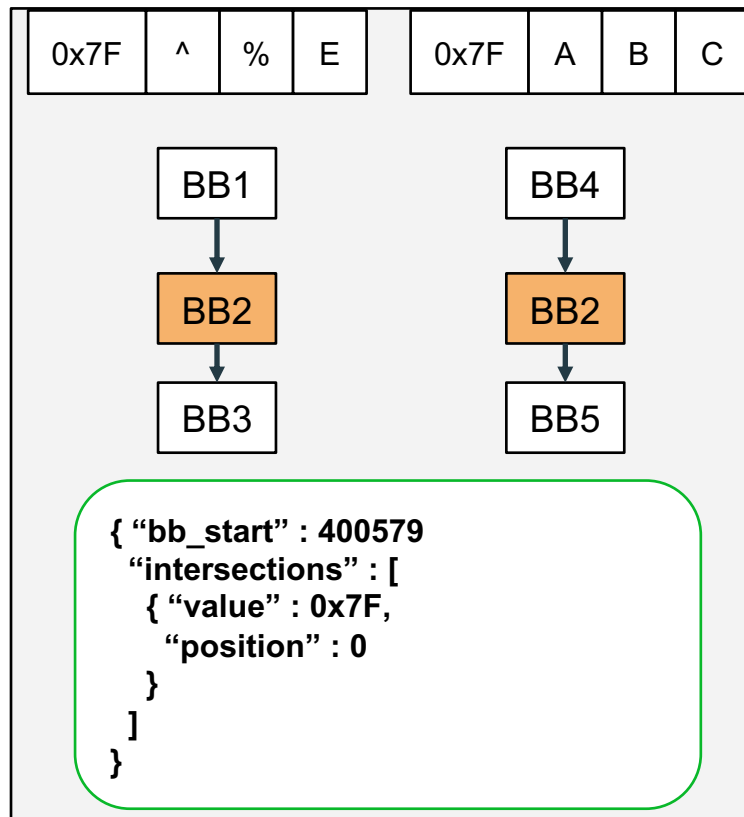 0x7F ^ % E 0x7F A B C
BB1 BB4
BB2 BB2
BB3 BB5
{ “bb_start” : 400579
“intersections” : [
{ “value” : 0x7F,
“position” : 0
}
]
}